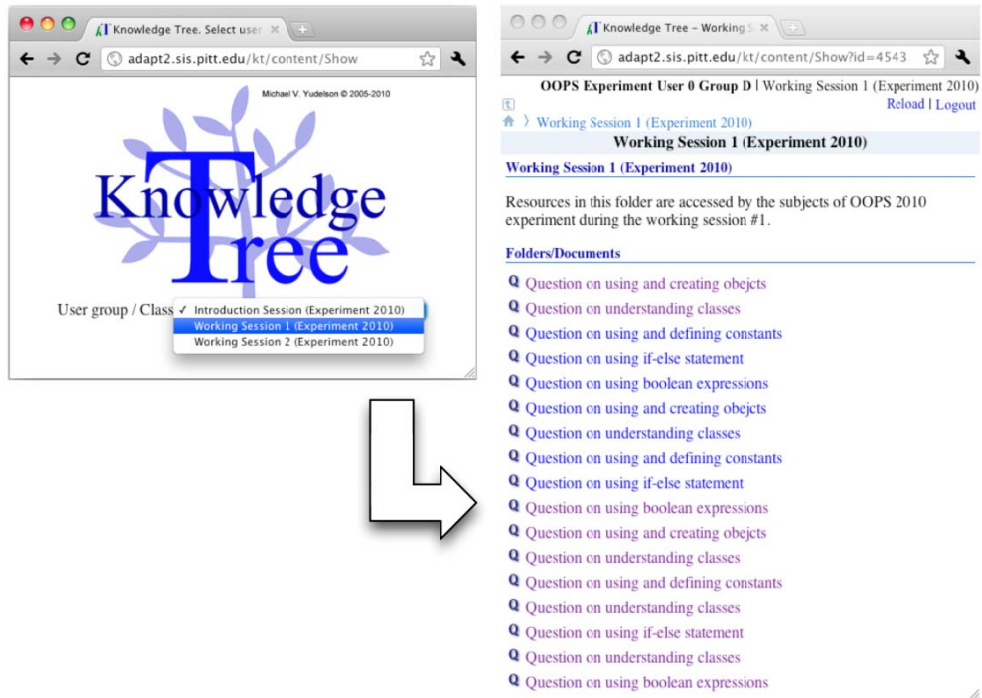 Knowledge Tree. Select user
adapt2.sis.pitt.edu/kt/content/Show
Michael V. Yudelson © 2005-2010
Knowledge
Tree
User group / Class
✓ Introduction Session (Experiment 2010)
Working Session 1 (Experiment 2010)
Working Session 2 (Experiment 2010)
Knowledge Tree – Working S
adapt2.sis.pitt.edu/kt/content/Show?id=4543
OOPS Experiment User 0 Group D | Working Session 1 (Experiment 2010)
Reload | Logout
〉 Working Session 1 (Experiment 2010)
Working Session 1 (Experiment 2010)
Working Session 1 (Experiment 2010)
Resources in this folder are accessed by the subjects of OOPS 2010
experiment during the working session #1.
Folders/Documents
Q Question on using and creating obejcts
Q Question on understanding classes
Q Question on using and defining constants
Q Question on using if-else statement
Q Question on using boolean expressions
Q Question on using and creating obejcts
Q Question on understanding classes
Q Question on using and defining constants
Q Question on using if-else statement
Q Question on using boolean expressions
Q Question on using and creating obejcts
Q Question on understanding classes
Q Question on using and defining constants
Q Question on understanding classes
Q Question on using if-else statement
Q Question on understanding classes
Q Question on using boolean expressions